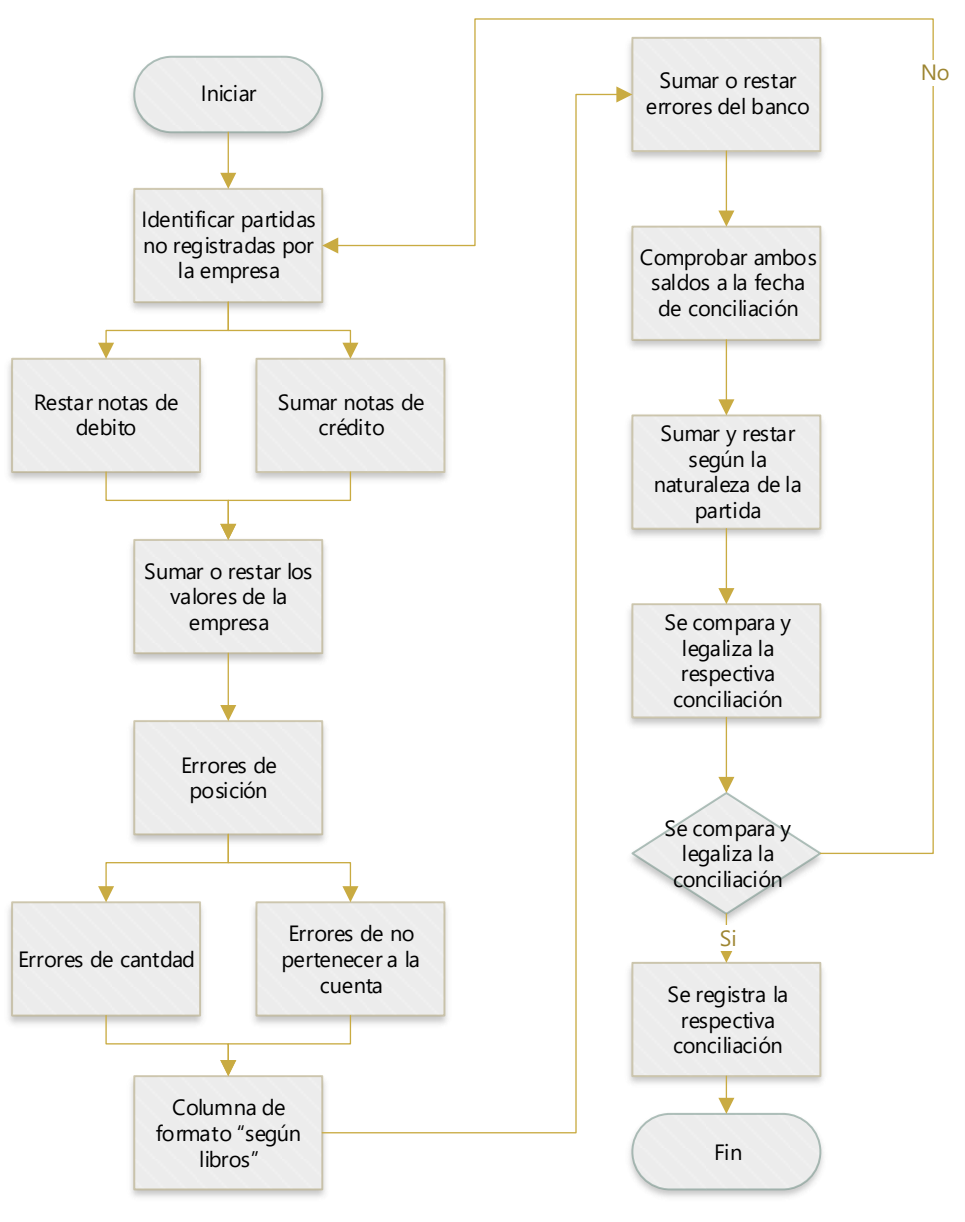 Iniciar
Identificar partidas
no registradas por
la empresa
Restar notas de
debito
Sumar notas de
crédito
Sumar o restar los
valores de la
empresa
Errores de
posición
Errores de cantdad
Errores de no
pertenecer a la
cuenta
Columna de
formato “según
libros”
Sumar o restar
errores del banco
Comprobar ambos
saldos a la fecha
de conciliación
Sumar y restar
según la
naturaleza de la
partida
Se compara y
legaliza la
respectiva
conciliación
Se compara y
legaliza la
conciliación
No
Si
Se registra la
respectiva
conciliación
Fin